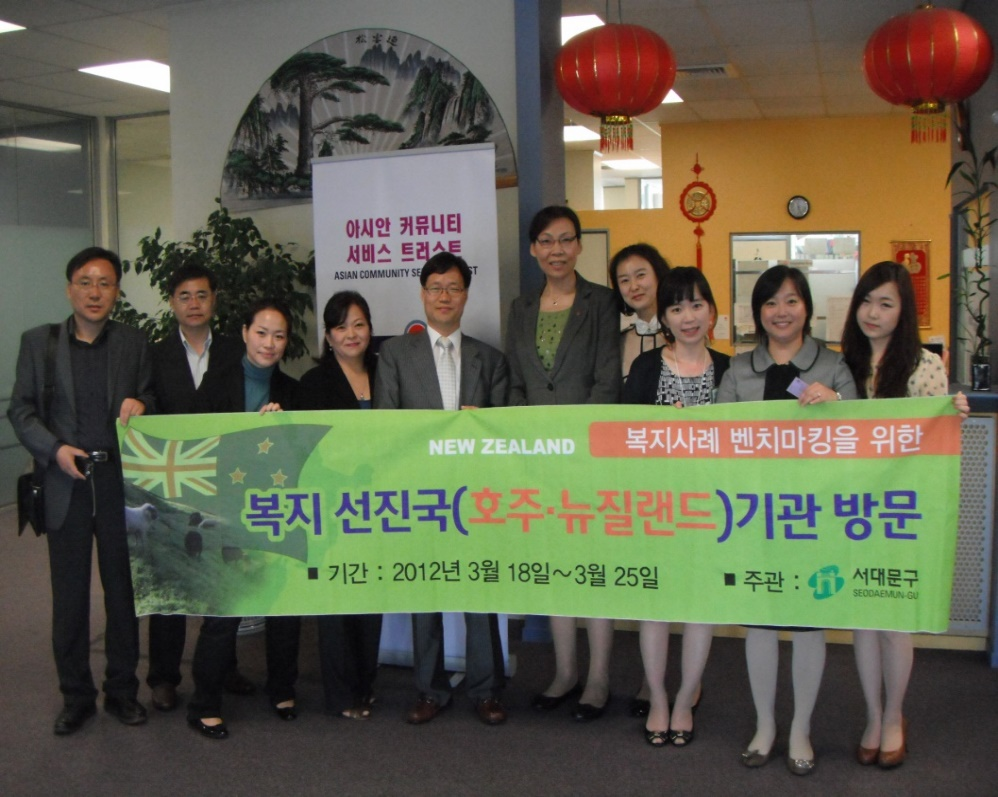 아시안 커뮤니티
서비스 트러스트
ASIAN COMMUNITY
NEW ZEALAND
복지사례 벤치마킹을 위한
복지 선진국(호주·뉴질랜드)기관 방문
■ 기간 : 2012년 3월 18일~3월 25일
■ 주관 : 서대문구
SEODAEMUN-GU